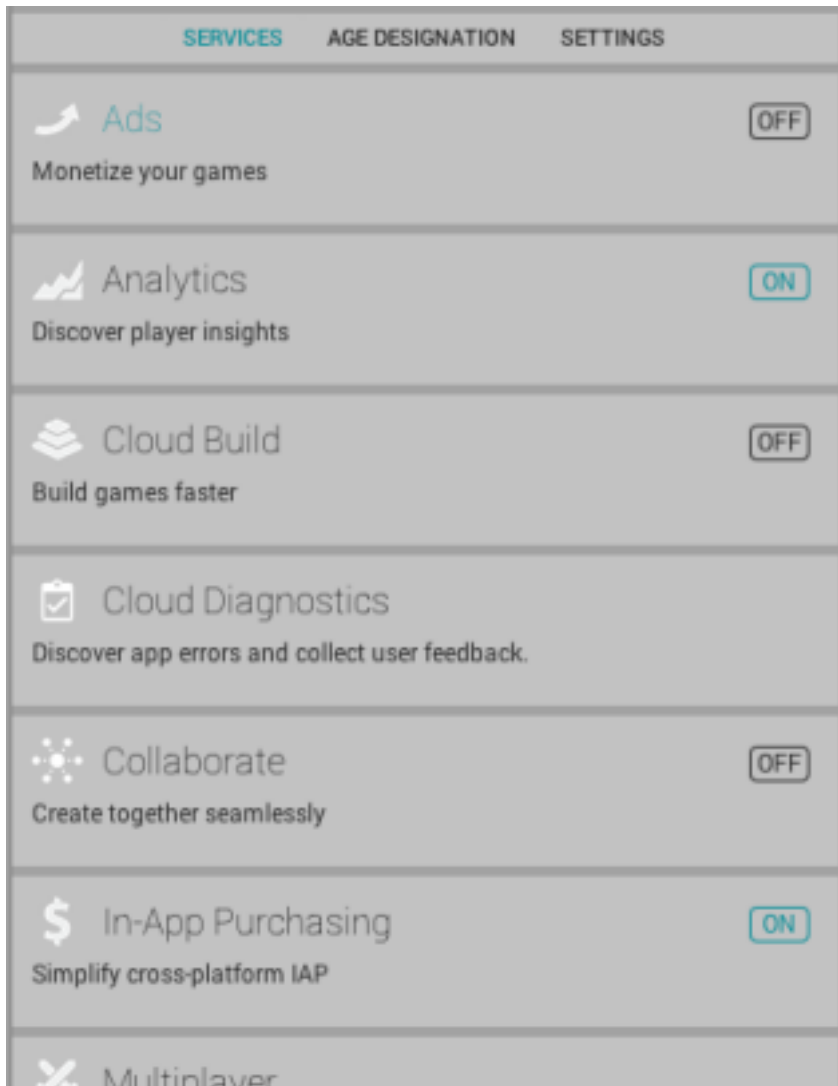 SERVICES AGE DESIGNATION SETTINGS
Ads OFF
Monetize your games
Analytics ON
Discover player insights
Cloud Build OFF
Build games faster
Cloud Diagnostics
Discover app errors and collect user feedback.
Collaborate OFF
Create together seamlessly
In-App Purchasing ON
Simplify cross-platform IAP
Multiplayer